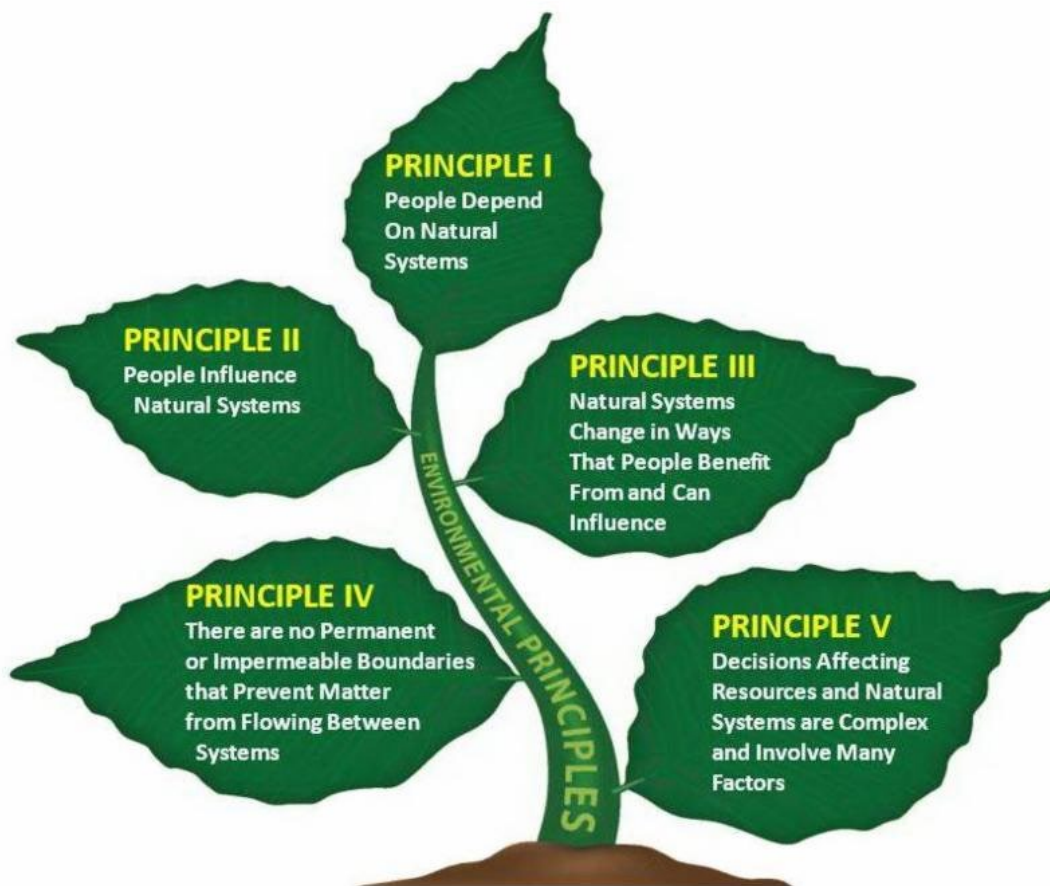 PRINCIPLE I
People Depend
On Natural
Systems
PRINCIPLE II
People Influence
Natural Systems
PRINCIPLE III
Natural Systems
Change in Ways
That People Benefit
From and Can
Influence
ENVIRONMENTAL PRINCIPLES
PRINCIPLE IV
There are no Permanent
or Impermeable Boundaries
that Prevent Matter
from Flowing Between
Systems
PRINCIPLE V
Decisions Affecting
Resources and Natural
Systems are Complex
and Involve Many
Factors